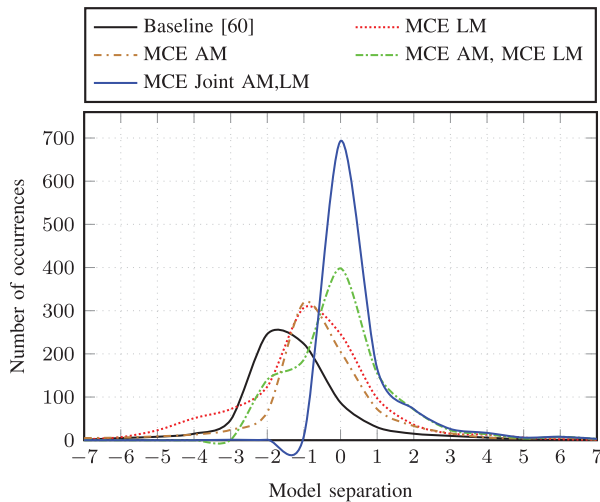 Baseline [60] MCE LM
MCE AM MCE AM, MCE LM
MCE Joint AM,LM
700
600
500
400
300
200
100
0
−7 −6 −5 −4 −3 −2 −1 0 1 2 3 4 5 6 7
Number of occurrences
Model separation